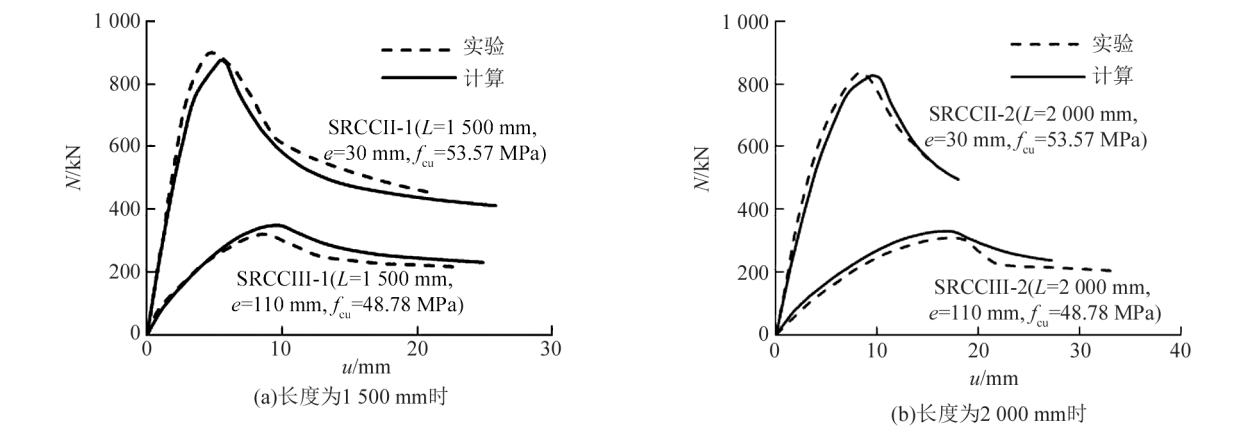 1 000
800
600
400
200
0
N/kN
实验
计算
SRCCII-1(L=1 500 mm,
e=30 mm, fcu=53.57 MPa)
SRCCIII-1(L=1 500 mm,
e=110 mm, fcu=48.78 MPa)
0 10 20 30
u/mm
(a)长度为1 500 mm时
1 000
800
600
400
200
0
N/kN
实验
计算
SRCCII-2(L=2 000 mm,
e=30 mm, fcu=53.57 MPa)
SRCCIII-2(L=2 000 mm,
e=110 mm, fcu=48.78 MPa)
0 10 20 30 40
u/mm
(b)长度为2 000 mm时